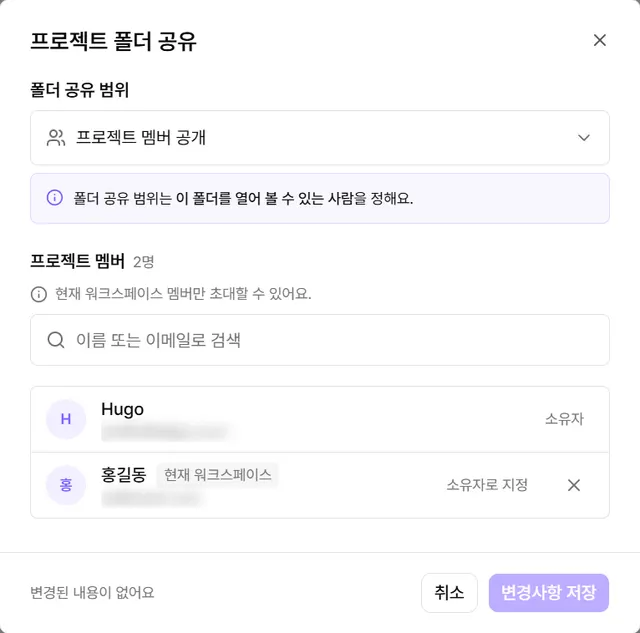 프로젝트 폴더 공유
폴더 공유 범위
프로젝트 멤버 공개
폴더 공유 범위는 이 폴더를 열어 볼 수 있는 사람을 정해요.
프로젝트 멤버 2명
현재 워크스페이스 멤버만 초대할 수 있어요.
이름 또는 이메일로 검색
H Hugo 소유자
홍 홍길동 현재 워크스페이스 소유자로 지정
변경된 내용이 없어요 취소 변경사항 저장